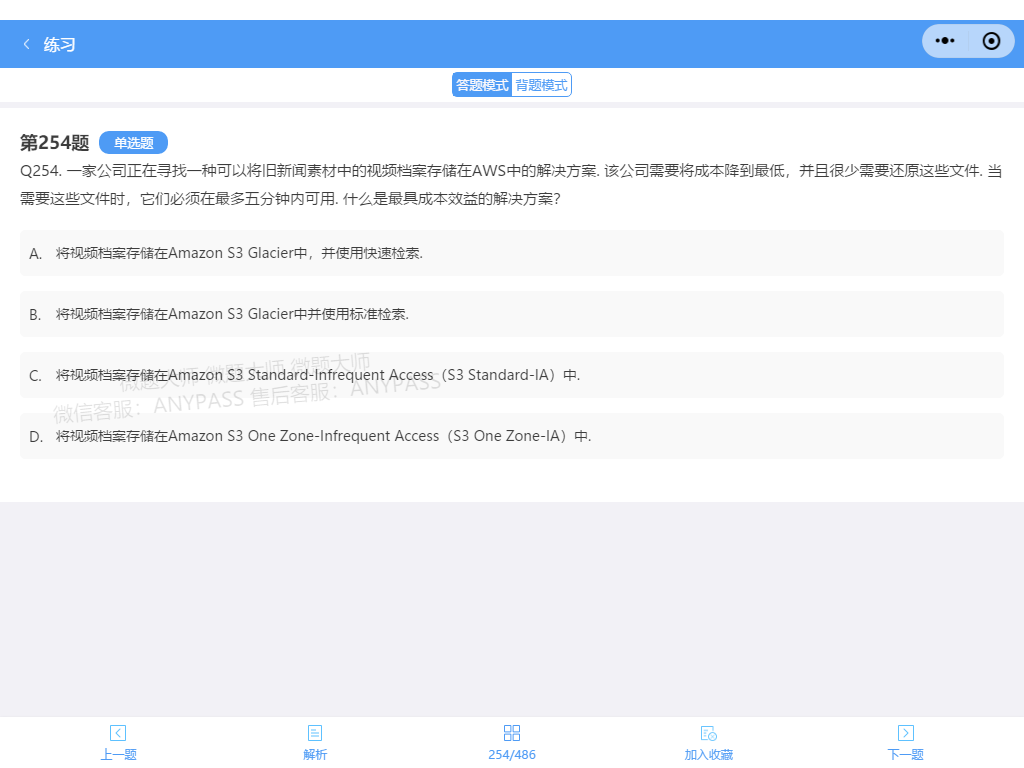 练习
答题模式 背题模式
第254题 单选题
Q254. 一家公司正在寻找一种可以将旧新闻素材中的视频档案存储在AWS中的解决方案. 该公司需要将成本降到最低，并且很少需要还原这些文件. 当
需要这些文件时，它们必须在最多五分钟内可用. 什么是最具成本效益的解决方案?
A. 将视频档案存储在Amazon S3 Glacier中，并使用快速检索.
B. 将视频档案存储在Amazon S3 Glacier中并使用标准检索.
C. 将视频档案存储在Amazon S3 Standard-Infrequent Access（S3 Standard-IA）中.
微题大师 微题大师 微题大师
微信客服：ANYPASS 售后客服：ANYPASS
D. 将视频档案存储在Amazon S3 One Zone-Infrequent Access（S3 One Zone-IA）中.
上一题 解析 254/486 加入收藏 下一题